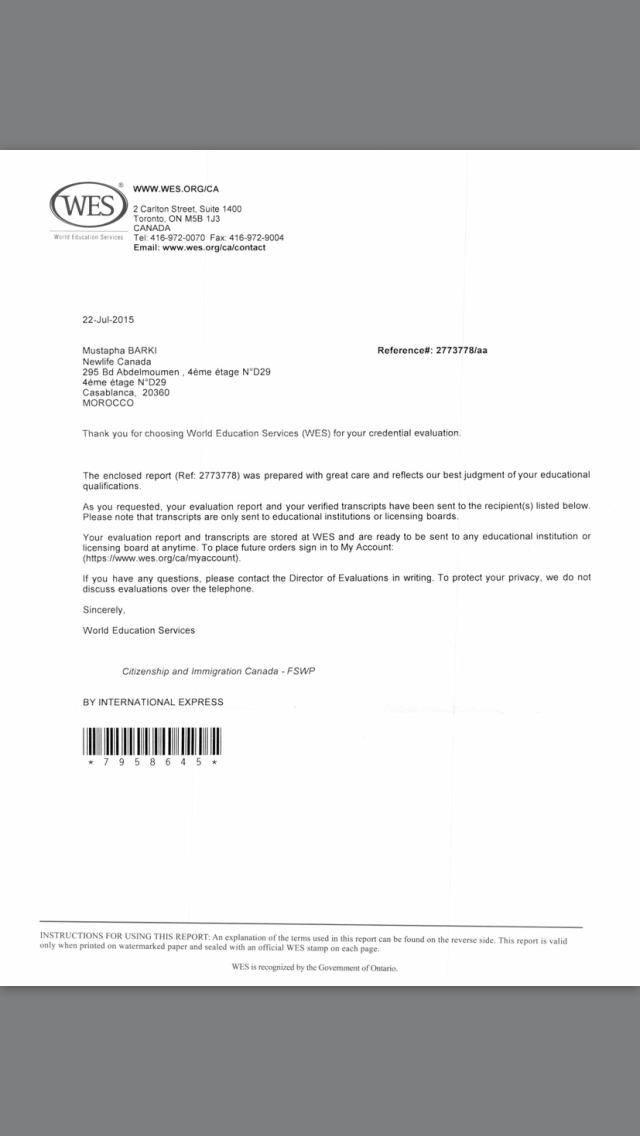 WWW.WES.ORG/CA
WES ®
World Education Services
2 Carlton Street, Suite 1400
Toronto, ON M5B 1J3
CANADA
Tel: 416-972-0070 Fax: 416-972-9004
Email: www.wes.org/ca/contact
22-Jul-2015
Mustapha BARKI
Reference#: 2773778/aa
Newlife Canada
295 Bd Abdelmoumen , 4ème étage N°D29
4ème étage N°D29
Casablanca, 20360
MOROCCO
Thank you for choosing World Education Services (WES) for your credential evaluation.
The enclosed report (Ref: 2773778) was prepared with great care and reflects our best judgment of your educational
qualifications.
As you requested, your evaluation report and your verified transcripts have been sent to the recipient(s) listed below.
Please note that transcripts are only sent to educational institutions or licensing boards.
Your evaluation report and transcripts are stored at WES and are ready to be sent to any educational institution or
licensing board at anytime. To place future orders sign in to My Account:
(https://www.wes.org/ca/myaccount).
If you have any questions, please contact the Director of Evaluations in writing. To protect your privacy, we do not
discuss evaluations over the telephone.
Sincerely,
World Education Services
Citizenship and Immigration Canada - FSWP
BY INTERNATIONAL EXPRESS
* 7 9 5 8 6 4 5 *
INSTRUCTIONS FOR USING THIS REPORT: An explanation of the terms used in this report can be found on the reverse side. This report is valid
only when printed on watermarked paper and sealed with an official WES stamp on each page.
WES is recognized by the Government of Ontario.